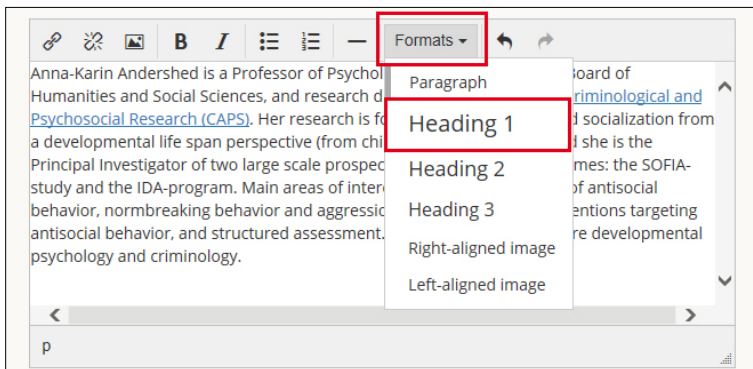 B I Formats
Anna-Karin Andershed is a Professor of Psychol Board of
Humanities and Social Sciences, and research d riminological and
Psychosocial Research (CAPS). Her research is fo d socialization from
a developmental life span perspective (from chi d she is the
Principal Investigator of two large scale prospec mes: the SOFIA-
study and the IDA-program. Main areas of inter of antisocial
behavior, normbreaking behavior and aggressic entions targeting
antisocial behavior, and structured assessment. re developmental
psychology and criminology.
Paragraph
Heading 1
Heading 2
Heading 3
Right-aligned image
Left-aligned image
p